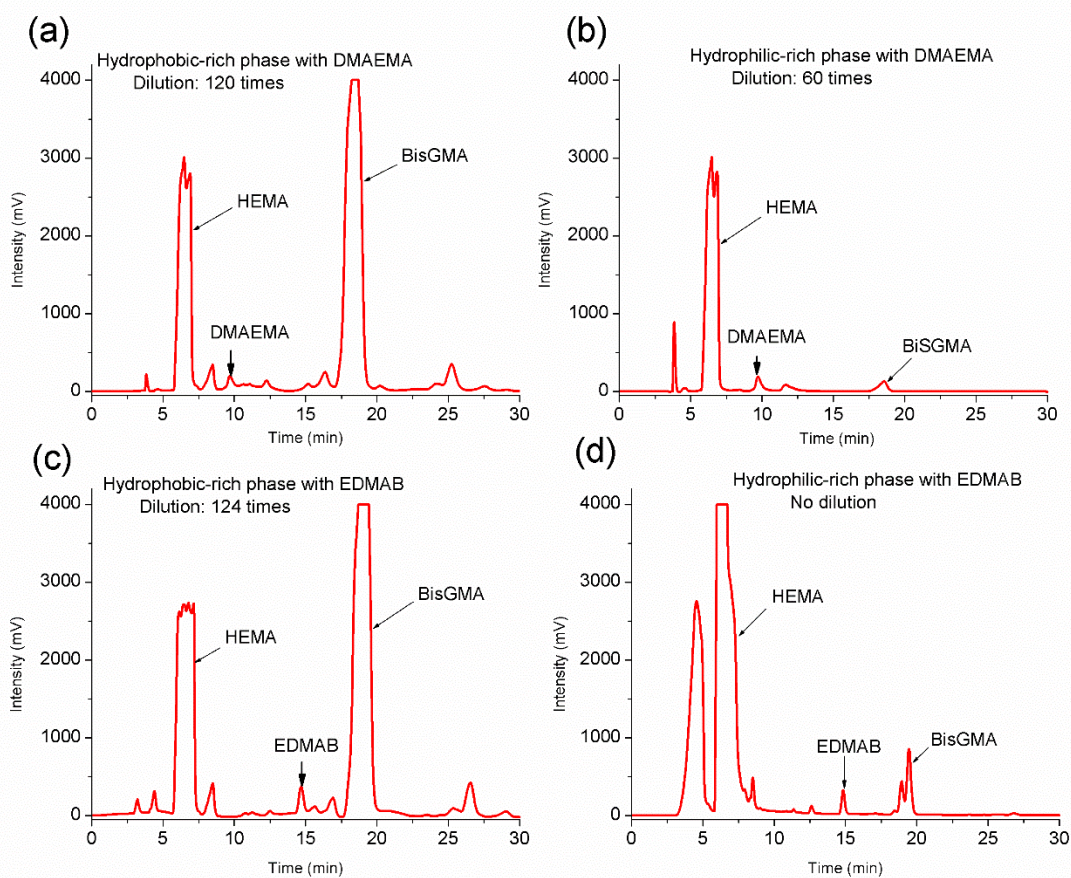 (a)
Hydrophobic-rich phase with DMAEMA
Dilution: 120 times
4000
3000
2000
1000
0
Intensity (mV)
HEMA
DMAEMA
BisGMA
0 5 10 15 20 25 30
Time (min)
(b)
Hydrophilic-rich phase with DMAEMA
Dilution: 60 times
4000
3000
2000
1000
0
Intensity (mV)
HEMA
DMAEMA
BiSGMA
0 5 10 15 20 25 30
Time (min)
(c)
Hydrophobic-rich phase with EDMAB
Dilution: 124 times
4000
3000
2000
1000
0
Intensity (mV)
HEMA
EDMAB
BisGMA
0 5 10 15 20 25 30
Time (min)
(d)
Hydrophilic-rich phase with EDMAB
No dilution
4000
3000
2000
1000
0
Intensity (mV)
HEMA
EDMAB
BisGMA
0 5 10 15 20 25 30
Time (min)